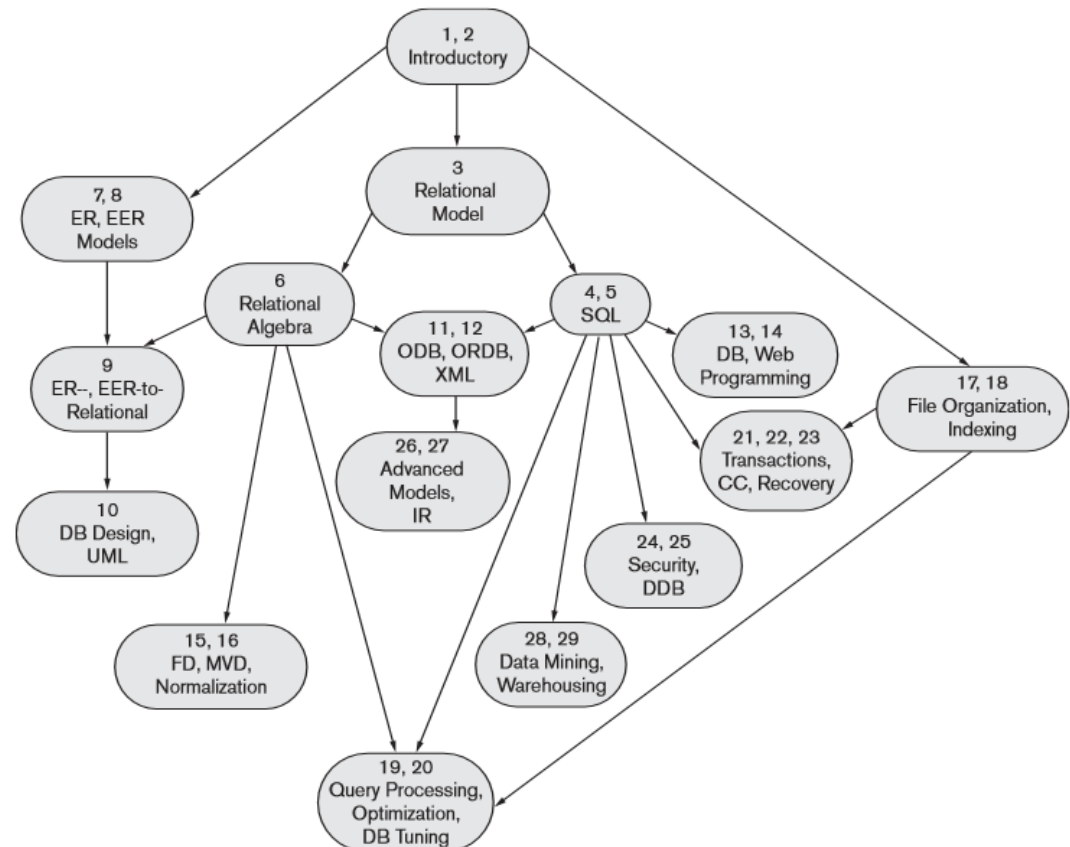 1, 2
Introductory
3
Relational
Model
7, 8
ER, EER
Models
6
Relational
Algebra
4, 5
SQL
11, 12
ODB, ORDB,
XML
13, 14
DB, Web
Programming
9
ER--, EER-to-
Relational
17, 18
File Organization,
Indexing
26, 27
Advanced
Models,
IR
21, 22, 23
Transactions,
CC, Recovery
10
DB Design,
UML
24, 25
Security,
DDB
15, 16
FD, MVD,
Normalization
28, 29
Data Mining,
Warehousing
19, 20
Query Processing,
Optimization,
DB Tuning